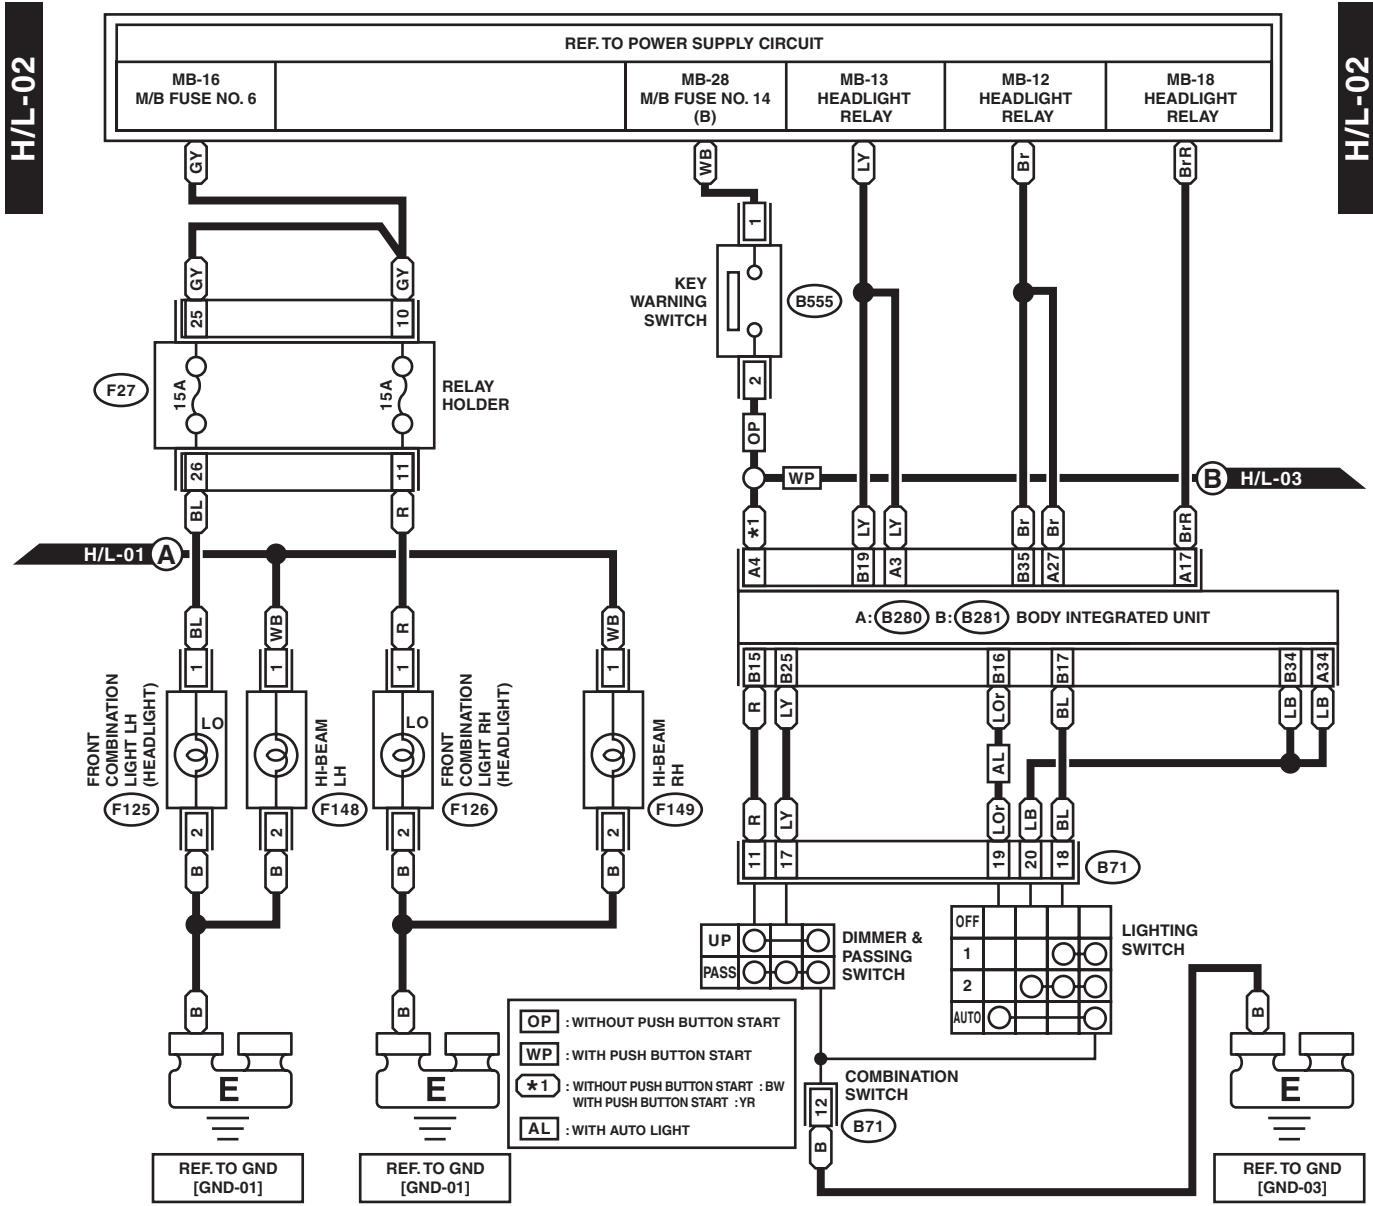 H/L-02
H/L-02
REF. TO POWER SUPPLY CIRCUIT
MB-16
M/B FUSE NO. 6
MB-28
M/B FUSE NO. 14
(B)
MB-13
HEADLIGHT
RELAY
MB-12
HEADLIGHT
RELAY
MB-18
HEADLIGHT
RELAY
GY
WB
LY
Br
BrR
1
KEY
WARNING
SWITCH
B555
2
OP
GY
GY
25
10
F27
15A
15A
RELAY
HOLDER
26
11
BL
R
WP
B H/L-03
*1
LY
LY
Br
Br
BrR
H/L-01 A
A4
B19
A3
B35
A27
A17
A: B280 B: B281 BODY INTEGRATED UNIT
BL
WB
R
WB
1
1
1
1
B15
B25
B16
B17
B34
A34
R
LY
LOr
BL
LB
LB
FRONT
COMBINATION
LIGHT LH
(HEADLIGHT)
LO
HI-BEAM
LH
LO
FRONT
COMBINATION
LIGHT RH
(HEADLIGHT)
HI-BEAM
RH
AL
F125
F148
F126
F149
R
LY
LOr
LB
BL
2
2
2
2
11
17
19
20
18
B71
B
B
B
B
UP
PASS
DIMMER &
PASSING
SWITCH
OFF
1
2
AUTO
LIGHTING
SWITCH
B
B
B
OP : WITHOUT PUSH BUTTON START
WP : WITH PUSH BUTTON START
*1 : WITHOUT PUSH BUTTON START : BW
WITH PUSH BUTTON START : YR
AL : WITH AUTO LIGHT
COMBINATION
SWITCH
12
B71
B
E
E
E
REF. TO GND
[GND-01]
REF. TO GND
[GND-01]
REF. TO GND
[GND-03]